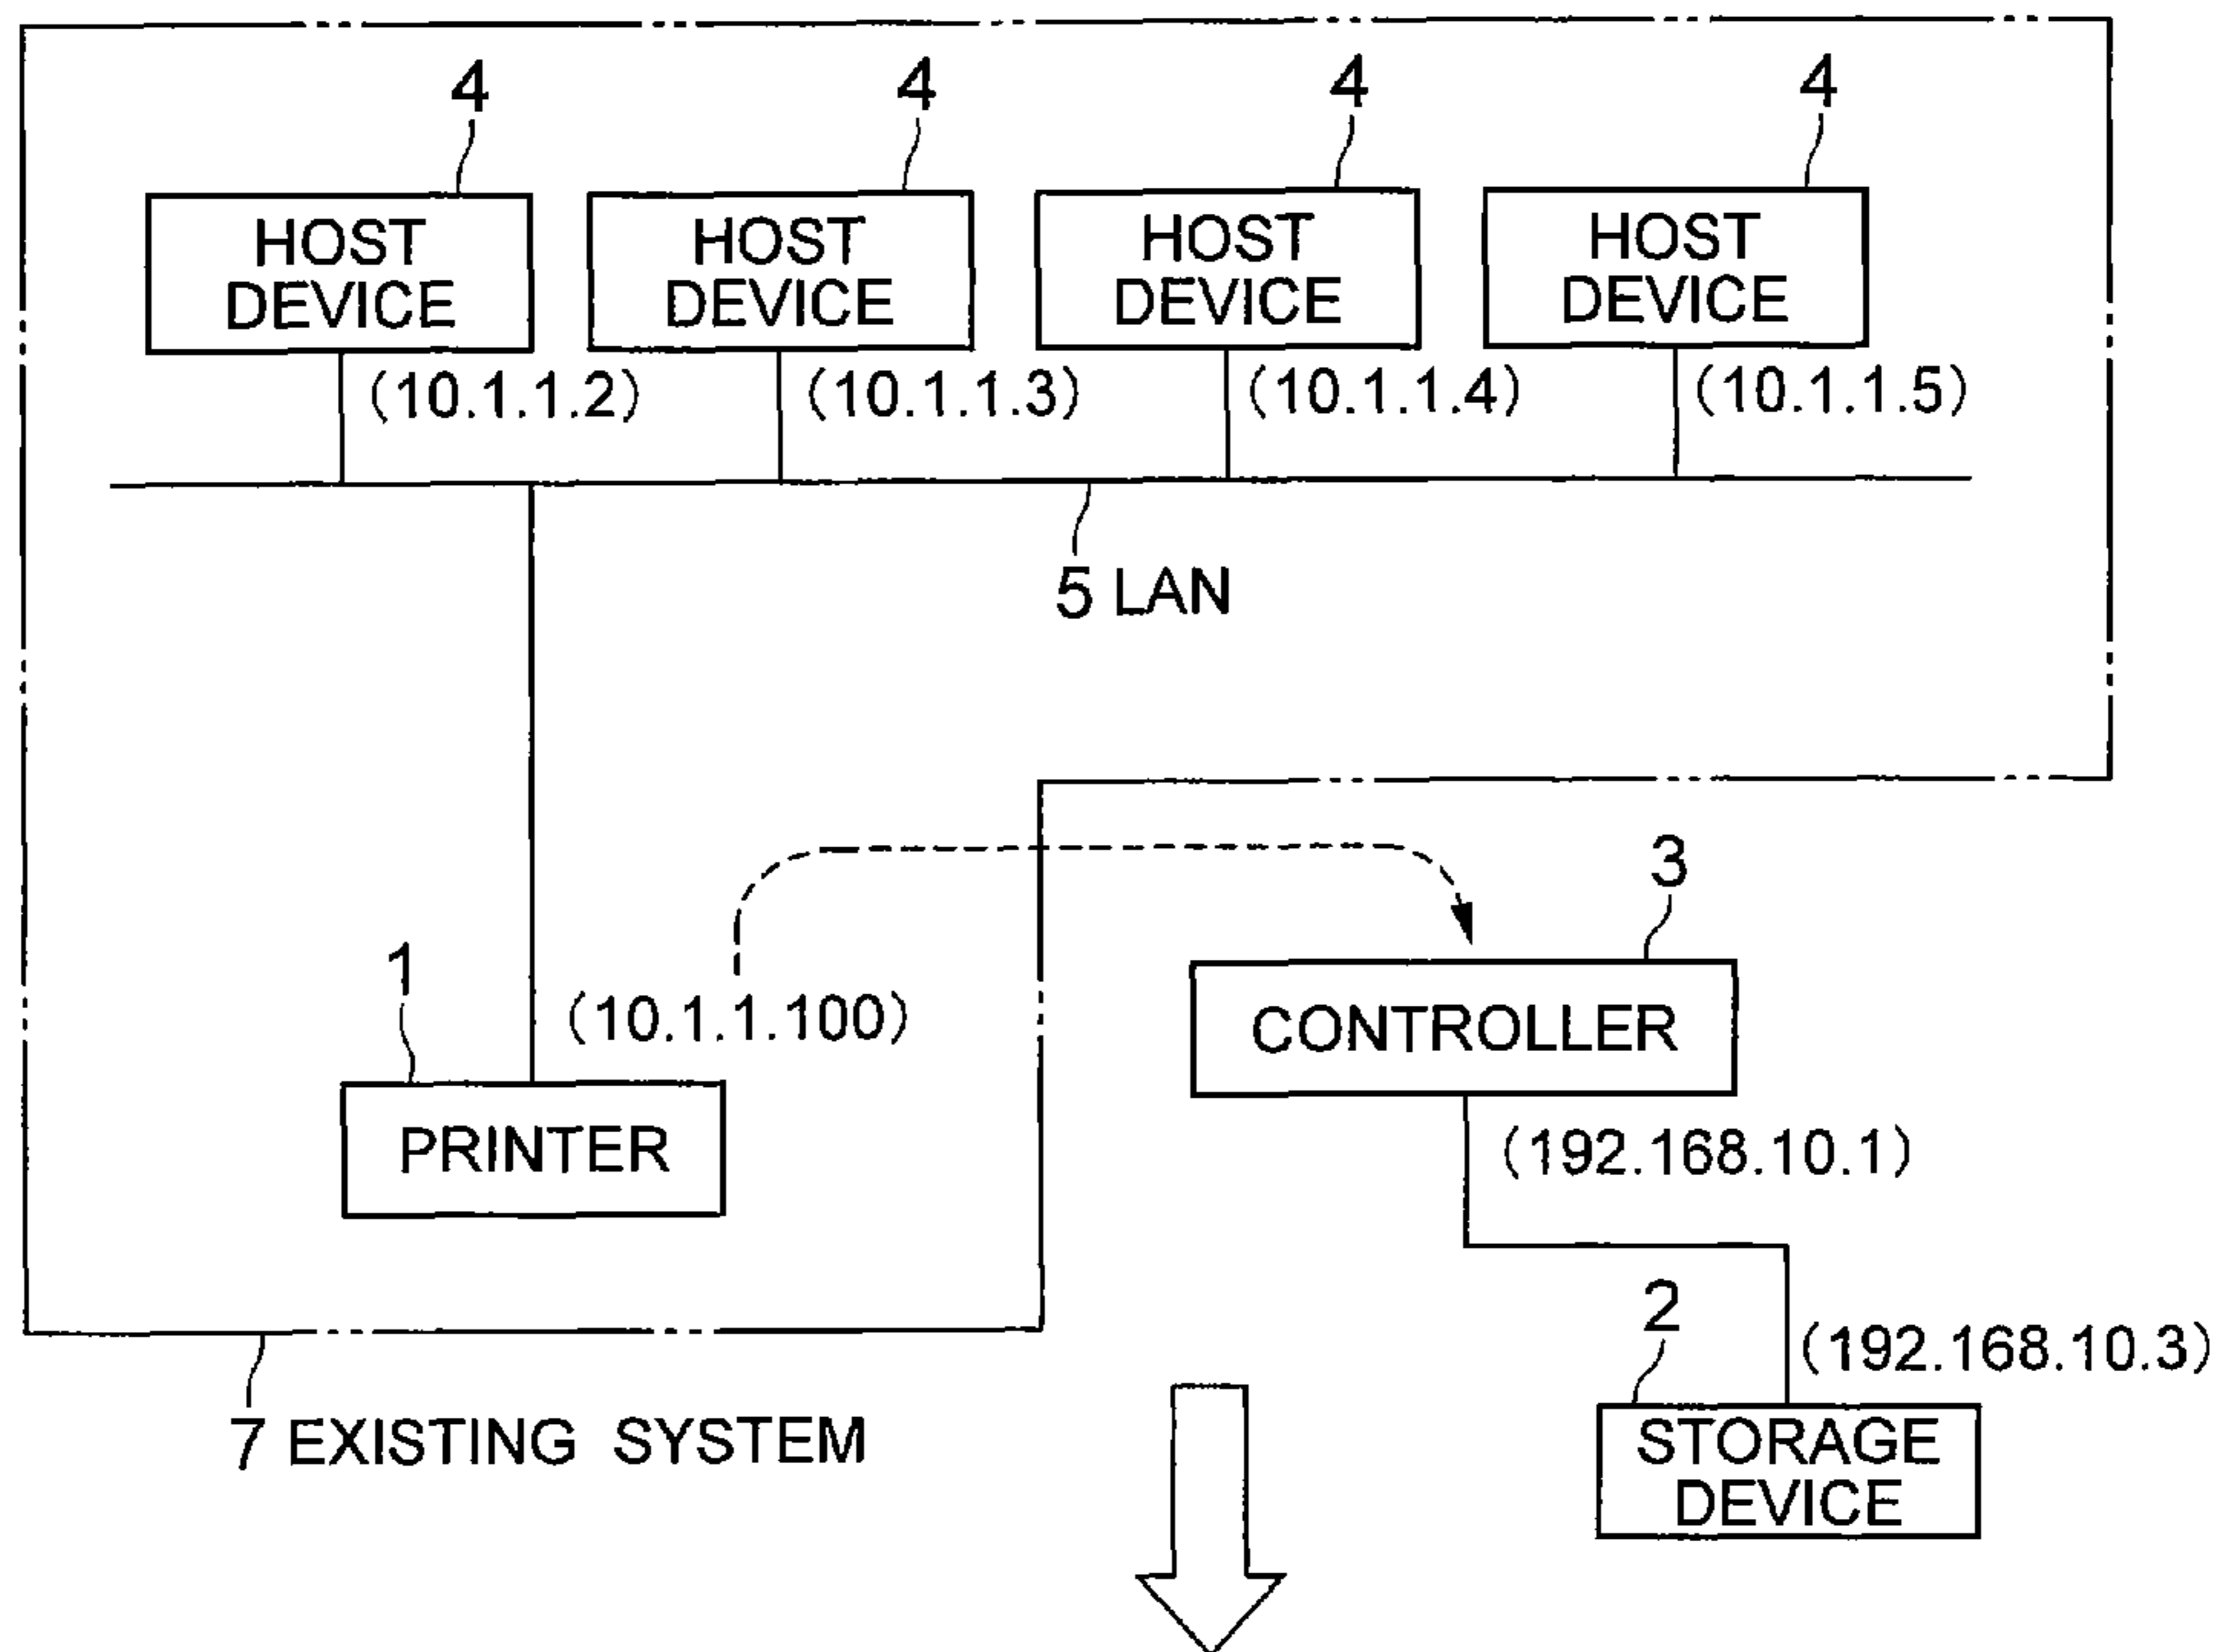 4 4 4 4
HOST DEVICE HOST DEVICE HOST DEVICE HOST DEVICE
(10.1.1.2) (10.1.1.3) (10.1.1.4) (10.1.1.5)
5 LAN
3
1
(10.1.1.100)
CONTROLLER
PRINTER
(192.168.10.1)
2
(192.168.10.3)
7 EXISTING SYSTEM
STORAGE
DEVICE